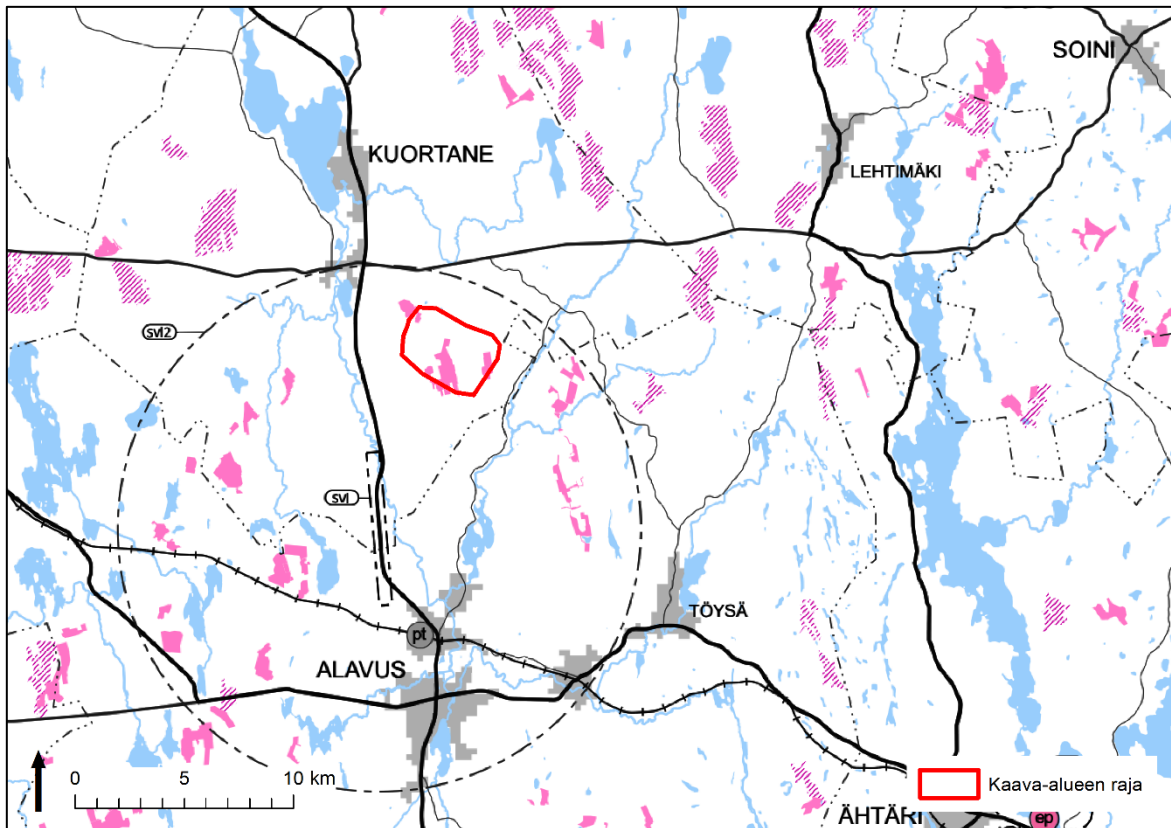 SOINI
KUORTANE
LEHTIMÄKI
svl2
svl
TÖYSÄ
pt
ALAVUS
0 5 10 km
Kaava-alueen raja
ÄHTÄRI
ep